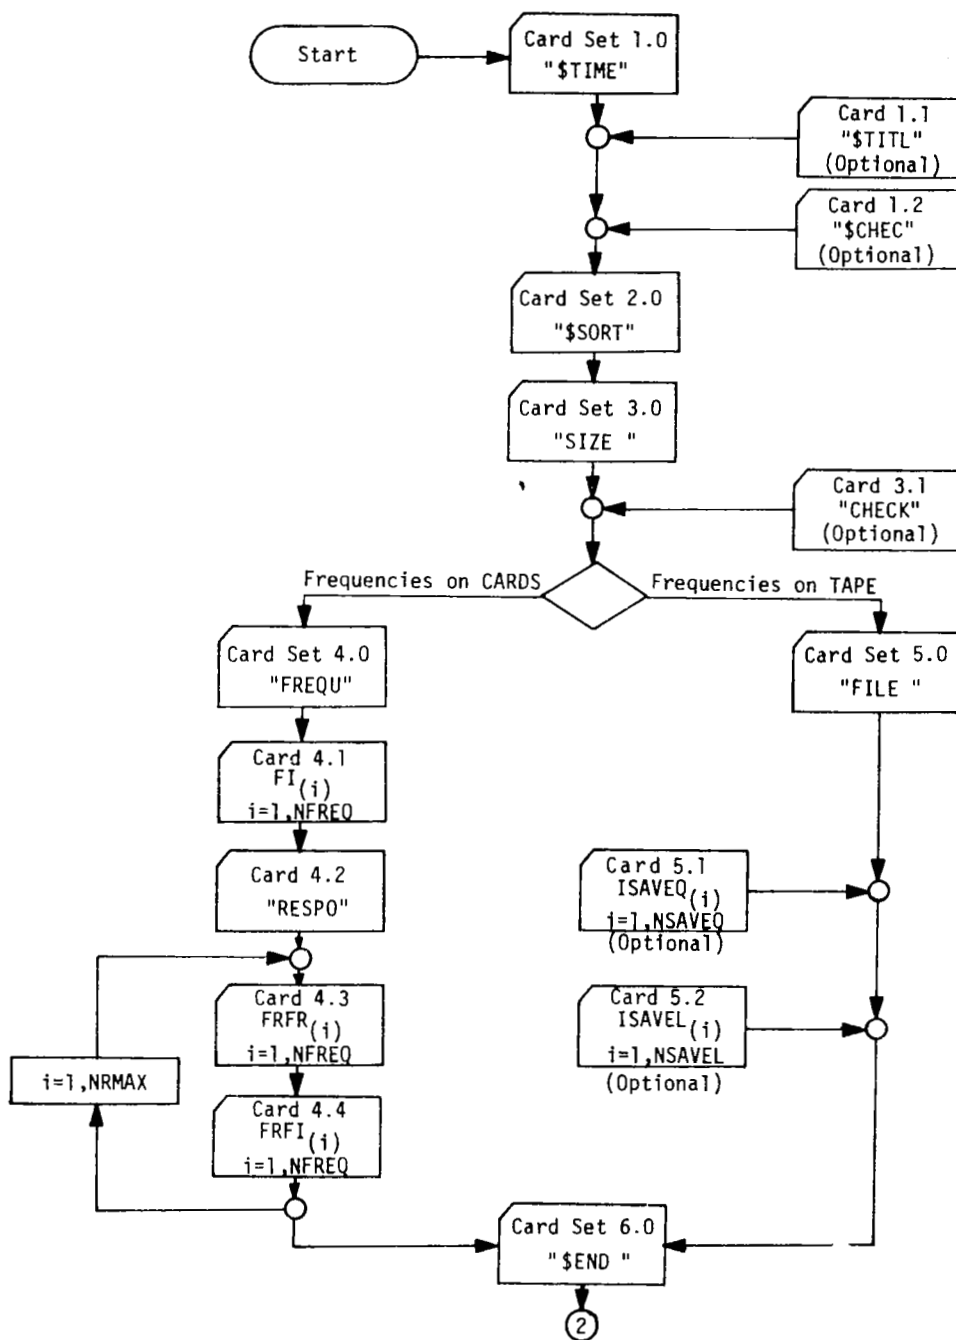 Start
Card Set 1.0
"$TIME"
Card 1.1
"$TITL"
(Optional)
Card 1.2
"$CHEC"
(Optional)
Card Set 2.0
"$SORT"
Card Set 3.0
"SIZE "
Card 3.1
"CHECK"
(Optional)
Frequencies on CARDS
Frequencies on TAPE
Card Set 4.0
"FREQU"
Card Set 5.0
"FILE "
Card 4.1
FI(i)
i=1,NFREQ
Card 4.2
"RESPO"
Card 5.1
ISAVEQ(i)
i=1,NSAVEQ
(Optional)
Card 4.3
FRFR(i)
i=1,NFREQ
Card 5.2
ISAVEL(i)
i=1,NSAVEL
(Optional)
i=1,NRMAX
Card 4.4
FRFI(i)
i=1,NFREQ
Card Set 6.0
"$END "
2